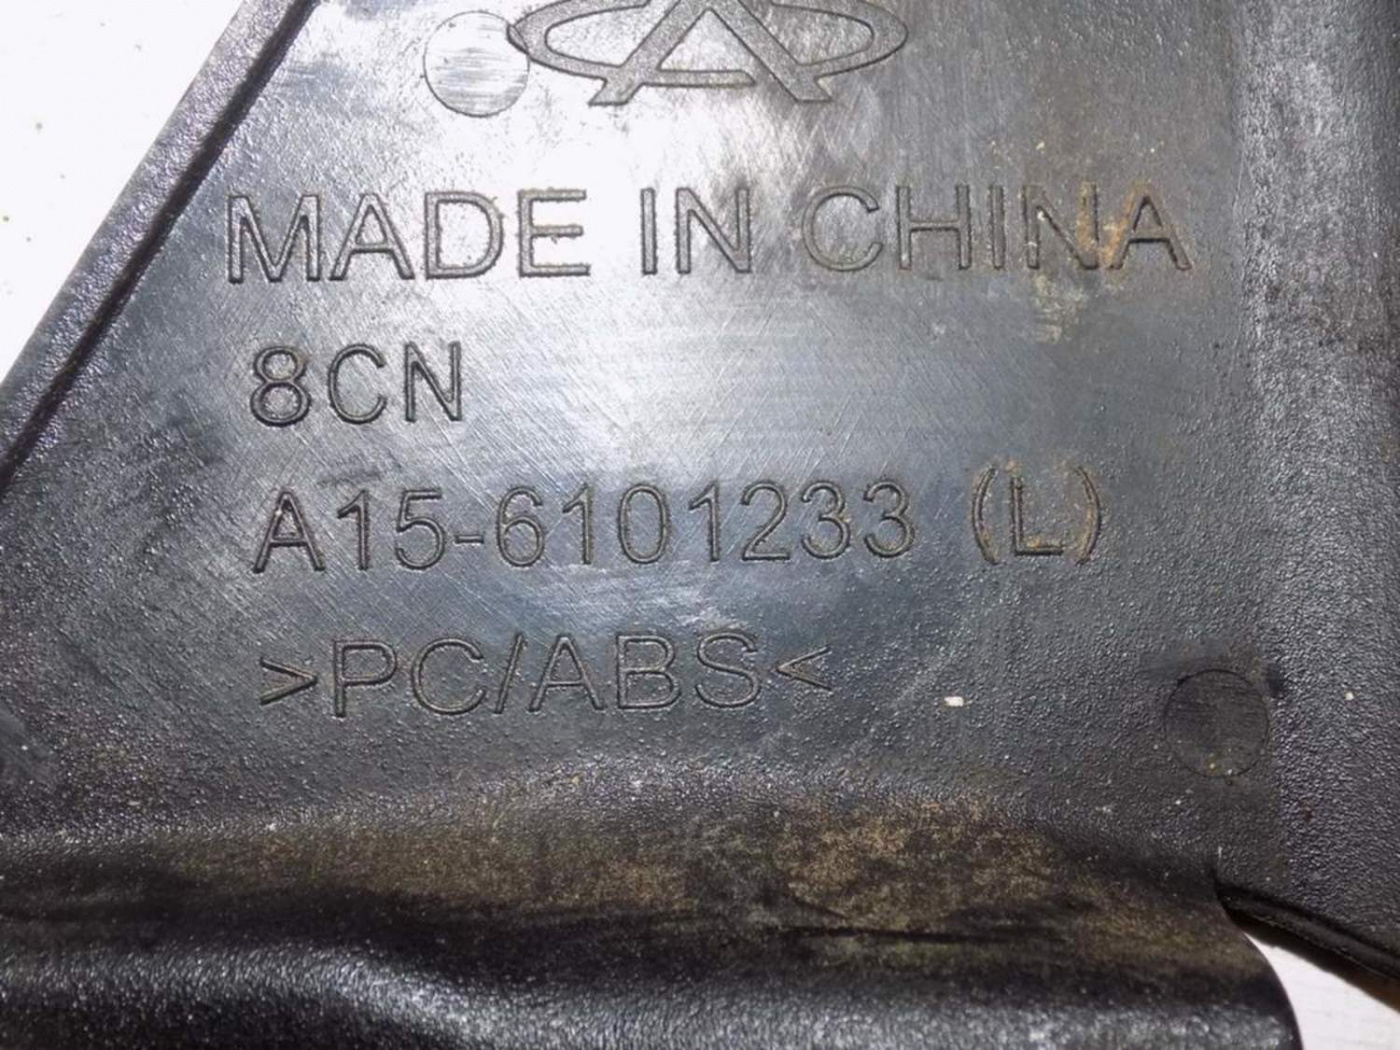 MADE IN CHINA
8CN
A15-6101233 (L)
>PC/ABS<